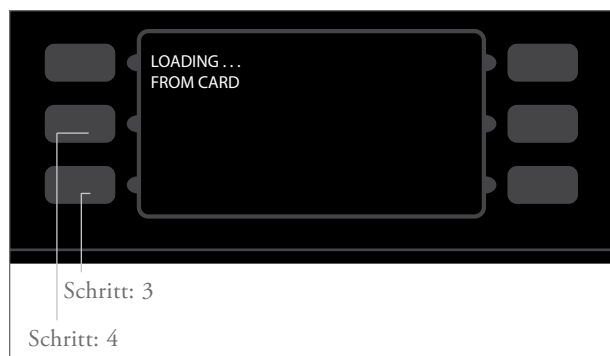 LOADING . . .
FROM CARD
Schritt: 3
Schritt: 4